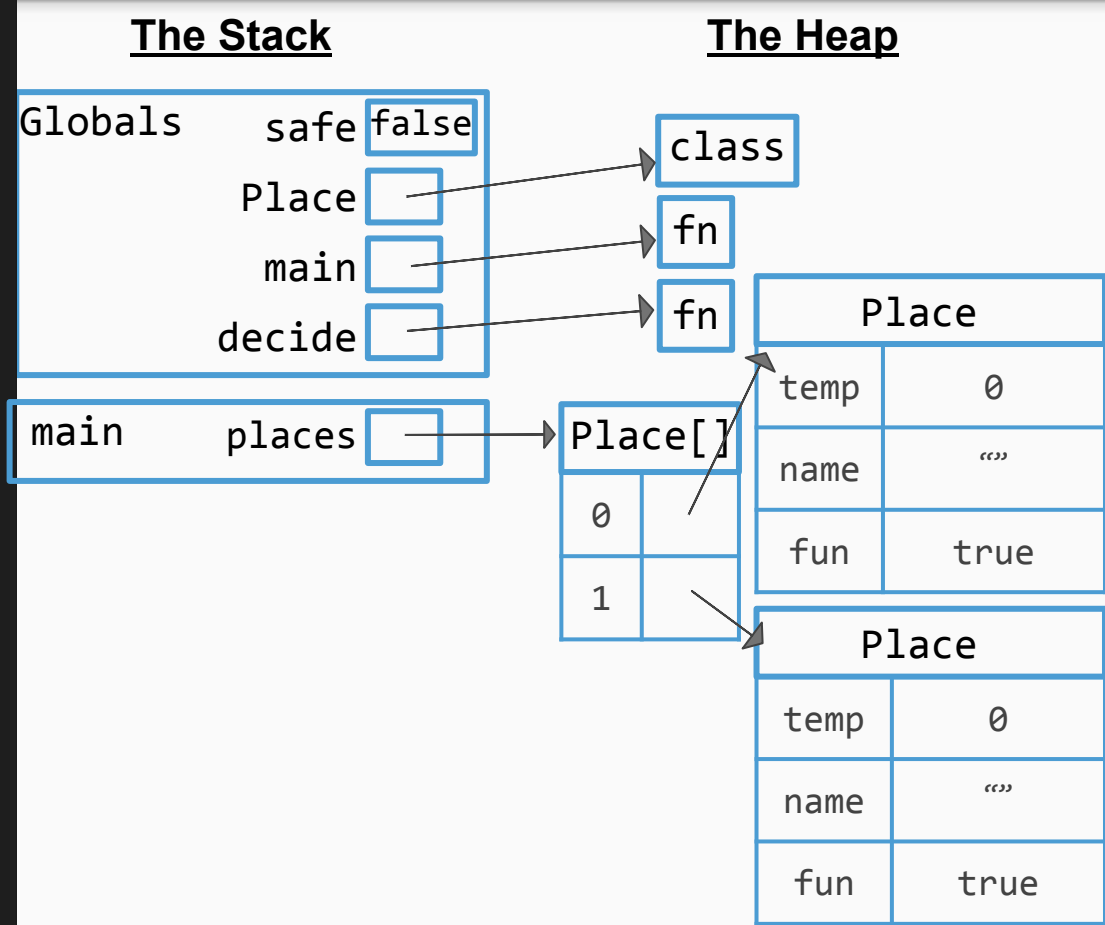 The Stack
The Heap
Globals
safe false
Place
main
decide
class
fn
fn
main places
Place[]
0
1
Place
temp 0
name “”
fun true
Place
temp 0
name “”
fun true